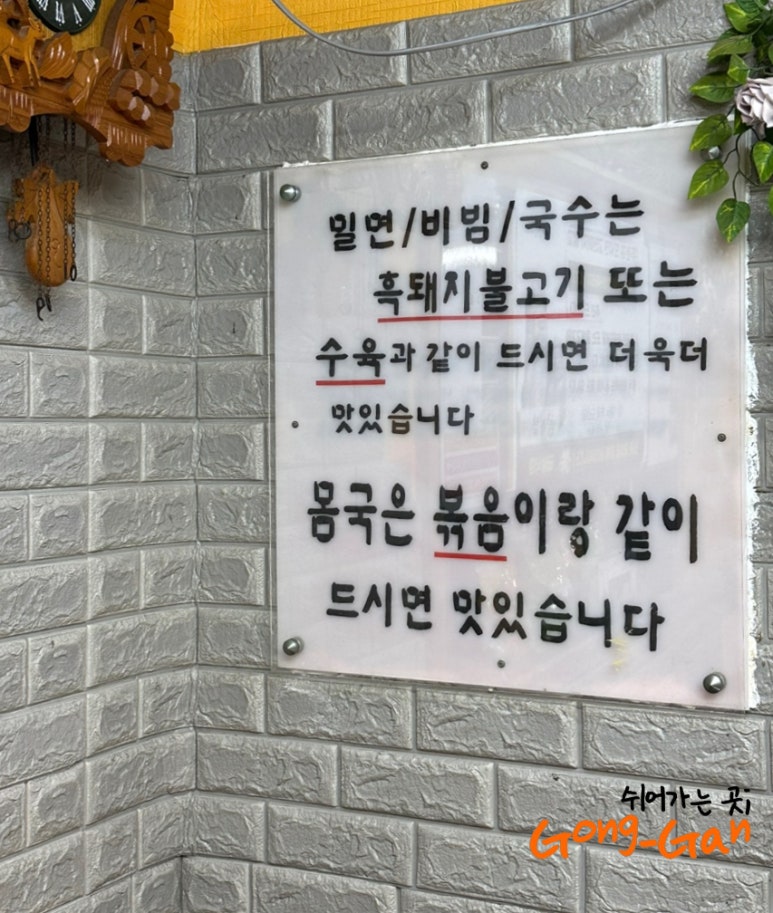 밀면/비빔/국수는
흑돼지불고기 또는
수육과 같이 드시면 더욱더
맛있습니다
몸국은 볶음이랑 같이
드시면 맛있습니다
쉬어가는 곳;
Gong-Gan